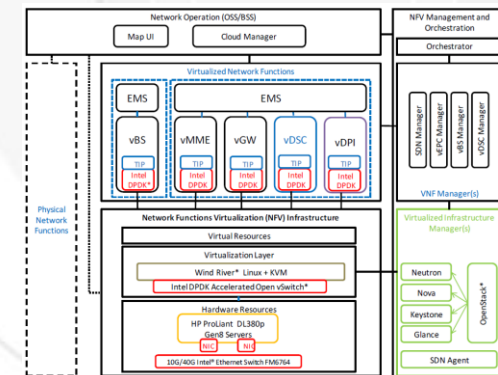 Network Operation (OSS/BSS)
Map UI
Cloud Manager
NFV Management and
Orchestration
Orchestrator
Virtualized Network Functions
EMS
EMS
vBS
vMME
vGW
vDSC
vDPI
TIP
TIP
TIP
TIP
TIP
Intel
DPDK*
Intel
DPDK
Intel
DPDK
Intel
DPDK
Intel
DPDK
SDN Manager
vEPC Manager
vBS Manager
vDSC Manager
VNF Manager(s)
Physical
Network
Functions
Network Functions Virtualization (NFV) Infrastructure
Virtual Resources
Virtualization Layer
Wind River* Linux + KVM
Intel DPDK Accelerated Open vSwitch*
Hardware Resources
HP ProLiant DL380p
Gen8 Servers
NIC
NIC
10G/40G Intel® Ethernet Switch FM6764
Virtualized Infrastructure
Manager(s)
Neutron
Nova
Keystone
Glance
OpenStack*
SDN Agent